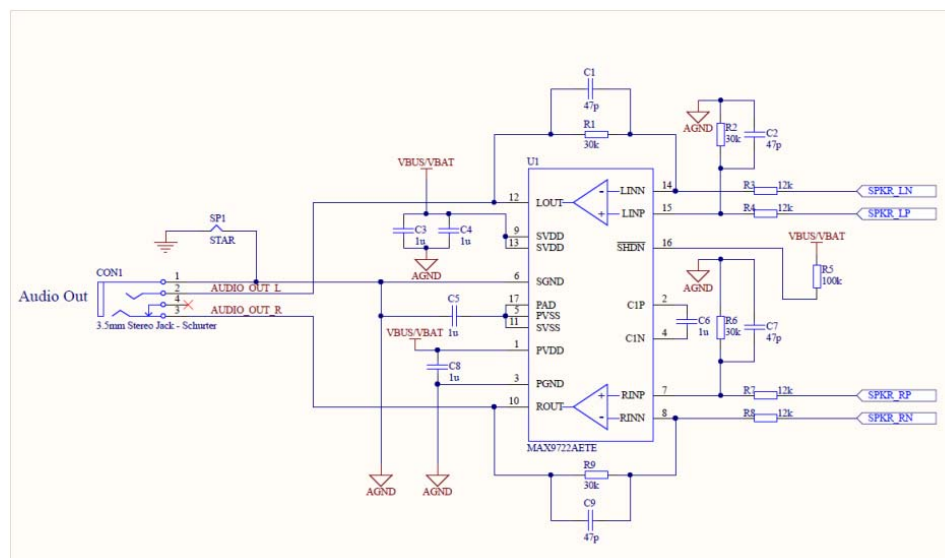 C1
47p
R1
30k
AGND
R2
30k
C2
47p
VBUS/VBAT
U1
12
LOUT
LINN
14
R3
12k
SPKR_LN
LINP
15
R4
12k
SPKR_LP
SP1
STAR
C3
1u
C4
1u
9
SVDD
13
SVDD
SHDN
16
VBUS/VBAT
R5
100k
AGND
CON1
Audio Out
1
2
4
3
AUDIO_OUT_L
AUDIO_OUT_R
3.5mm Stereo Jack - Schurter
6
SGND
AGND
C5
1u
17
PAD
5
PVSS
11
SVSS
C1P
2
C6
1u
C1N
4
R6
30k
C7
47p
VBUS/VBAT
1
PVDD
C8
1u
3
PGND
10
ROUT
RINP
7
R7
12k
SPKR_RP
RINN
8
R8
12k
SPKR_RN
MAX9722AETE
AGND
AGND
R9
30k
C9
47p